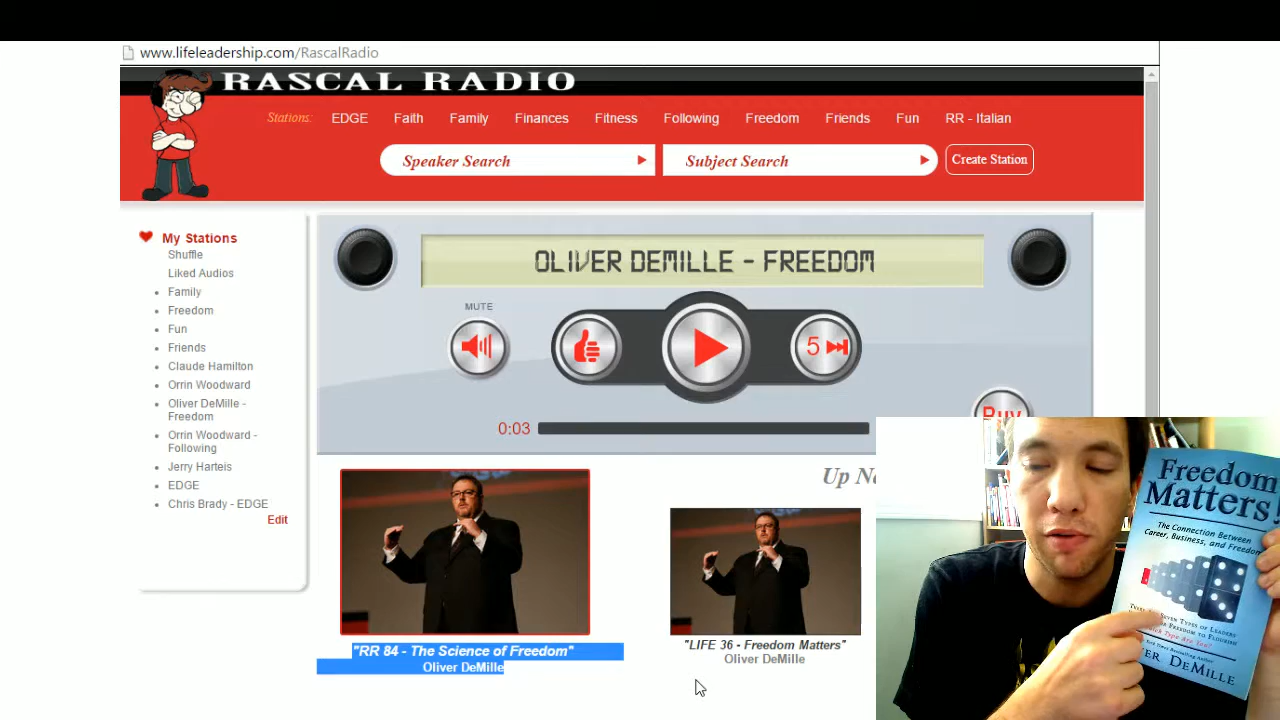 www.lifeleadership.com/RascalRadio
RASCAL RADIO
Stations: EDGE Faith Family Finances Fitness Following Freedom Friends Fun RR - Italian
Speaker Search Subject Search Create Station
My Stations
Shuffle
Liked Audios
Family
Freedom
Fun
Friends
Claude Hamilton
Orrin Woodward
Oliver DeMille -
Freedom
Orrin Woodward -
Following
Jerry Harteis
EDGE
Chris Brady - EDGE
Edit
OLIVER DEMILLE - FREEDOM
MUTE
5
Buy
0:03
Up
"RR 84 - The Science of Freedom"
Oliver DeMille
"LIFE 36 - Freedom Matters"
Oliver DeMille
Freedom
Matters!
The Connection Between
Career, Business, and Freedom
DEMILLE